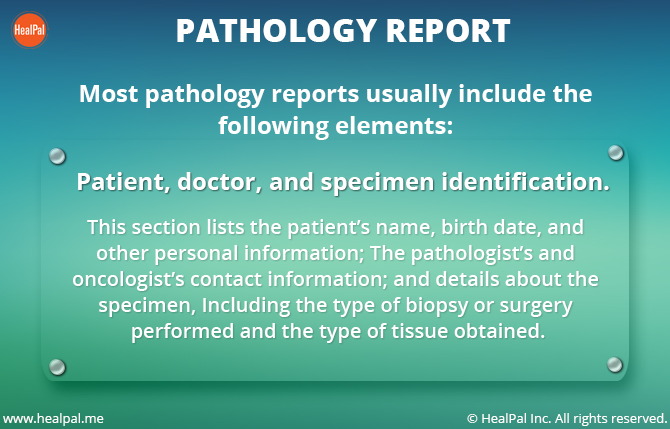 HealPal
PATHOLOGY REPORT
Most pathology reports usually include the
following elements:
Patient, doctor, and specimen identification.
This section lists the patient’s name, birth date, and
other personal information; The pathologist’s and
oncologist’s contact information; and details about the
specimen, Including the type of biopsy or surgery
performed and the type of tissue obtained.
www.healpal.me
© HealPal Inc. All rights reserved.